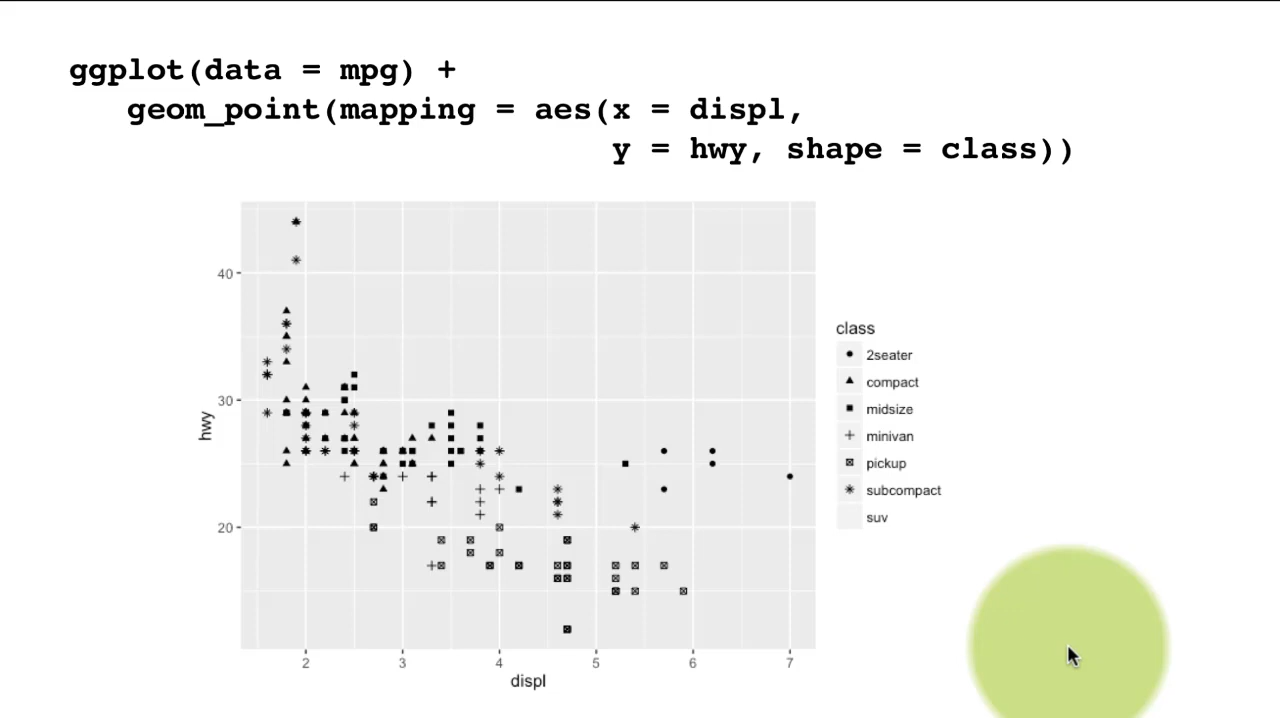 ggplot(data = mpg) +
geom_point(mapping = aes(x = displ,
y = hwy, shape = class))
40
30
20
hwy
2 3 4 5 6 7
displ
class
2seater
compact
midsize
minivan
pickup
subcompact
suv